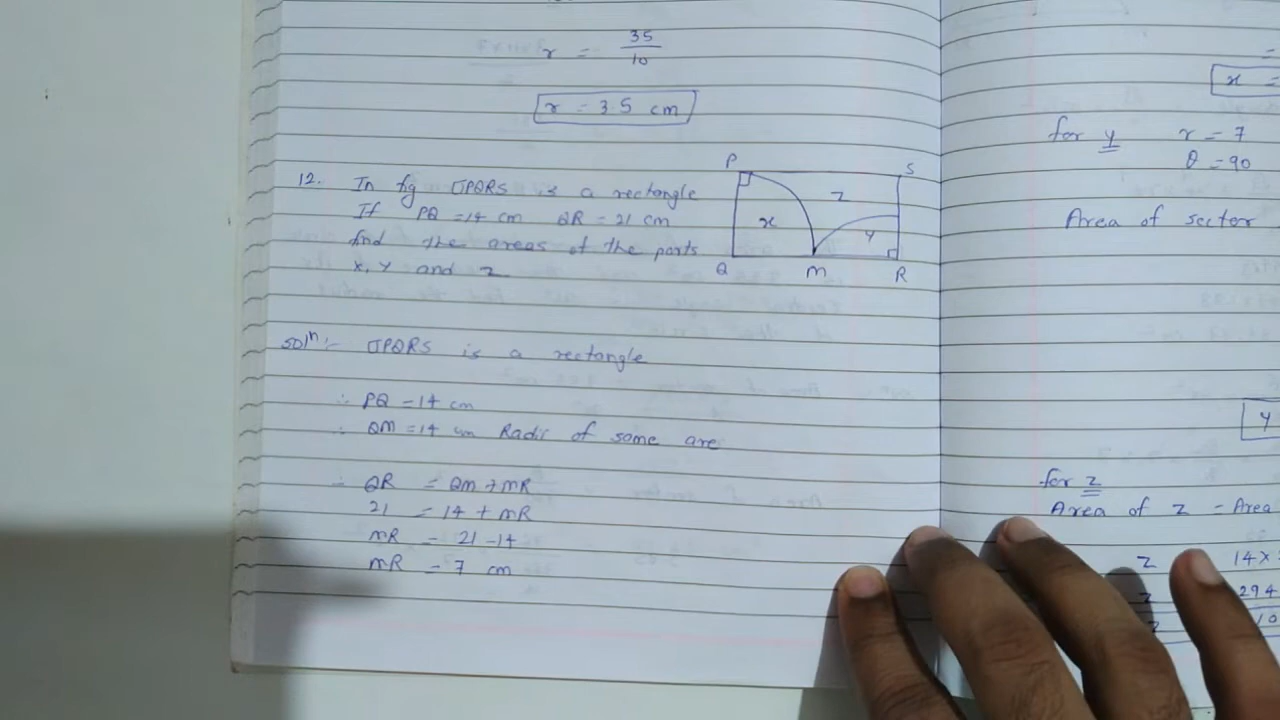 r = 35/10
r = 3.5 cm
12. In fig □PQRS is a rectangle
If PQ = 14 cm QR = 21 cm
find the areas of the parts
x, y and z
P
S
z
x
y
Q
M
R
Solⁿ:- □PQRS is a rectangle
∴ PQ = 14 cm
∴ QM = 14 cm Radii of same arc
∴ QR = QM + MR
21 = 14 + MR
MR = 21 - 14
MR = 7 cm
=
x =
for y r = 7
θ = 90
Area of sector
y
for z
Area of z = Area
z 14 ×
z 294
z 10